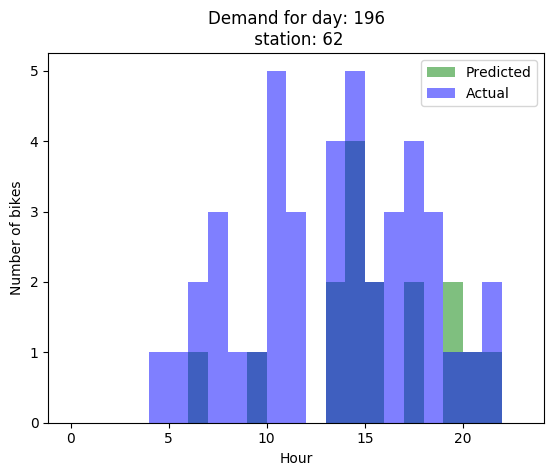 Demand for day: 196
station: 62
Predicted
Actual
Number of bikes
5
4
3
2
1
0
0 5 10 15 20
Hour